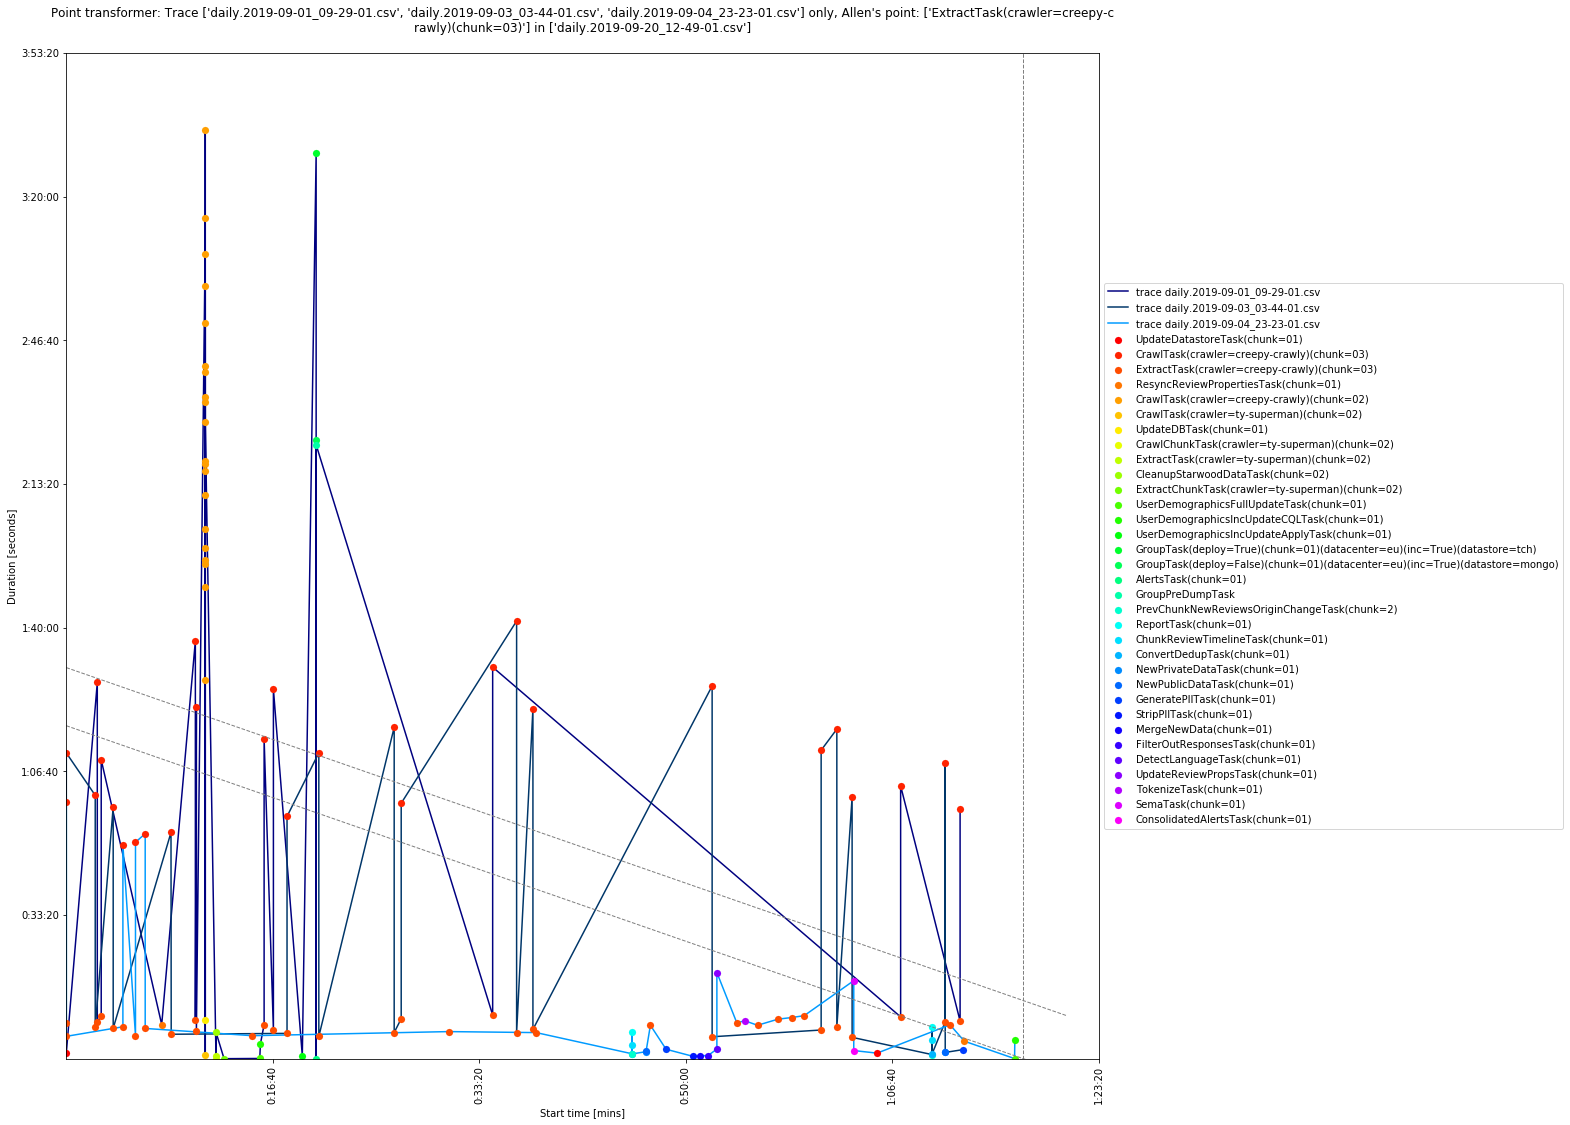 Point transformer: Trace ['daily.2019-09-01_09-29-01.csv', 'daily.2019-09-03_03-44-01.csv', 'daily.2019-09-04_23-23-01.csv'] only, Allen's point: ['ExtractTask(crawler=creepy-c
rawly)(chunk=03)'] in ['daily.2019-09-20_12-49-01.csv']
3:53:20
3:20:00
2:46:40
2:13:20
1:40:00
1:06:40
0:33:20
Duration [seconds]
0:16:40
0:33:20
0:50:00
1:06:40
1:23:20
Start time [mins]
trace daily.2019-09-01_09-29-01.csv
trace daily.2019-09-03_03-44-01.csv
trace daily.2019-09-04_23-23-01.csv
UpdateDatastoreTask(chunk=01)
CrawlTask(crawler=creepy-crawly)(chunk=03)
ExtractTask(crawler=creepy-crawly)(chunk=03)
ResyncReviewPropertiesTask(chunk=01)
CrawlTask(crawler=creepy-crawly)(chunk=02)
CrawlTask(crawler=ty-superman)(chunk=02)
UpdateDBTask(chunk=01)
CrawlChunkTask(crawler=ty-superman)(chunk=02)
ExtractTask(crawler=ty-superman)(chunk=02)
CleanupStarwoodDataTask(chunk=02)
ExtractChunkTask(crawler=ty-superman)(chunk=02)
UserDemographicsFullUpdateTask(chunk=01)
UserDemographicsIncUpdateCQLTask(chunk=01)
UserDemographicsIncUpdateApplyTask(chunk=01)
GroupTask(deploy=True)(chunk=01)(datacenter=eu)(inc=True)(datastore=tch)
GroupTask(deploy=False)(chunk=01)(datacenter=eu)(inc=True)(datastore=mongo)
AlertsTask(chunk=01)
GroupPreDumpTask
PrevChunkNewReviewsOriginChangeTask(chunk=2)
ReportTask(chunk=01)
ChunkReviewTimelineTask(chunk=01)
ConvertDedupTask(chunk=01)
NewPrivateDataTask(chunk=01)
NewPublicDataTask(chunk=01)
GeneratePIITask(chunk=01)
StripPIITask(chunk=01)
MergeNewData(chunk=01)
FilterOutResponsesTask(chunk=01)
DetectLanguageTask(chunk=01)
UpdateReviewPropsTask(chunk=01)
TokenizeTask(chunk=01)
SemaTask(chunk=01)
ConsolidatedAlertsTask(chunk=01)